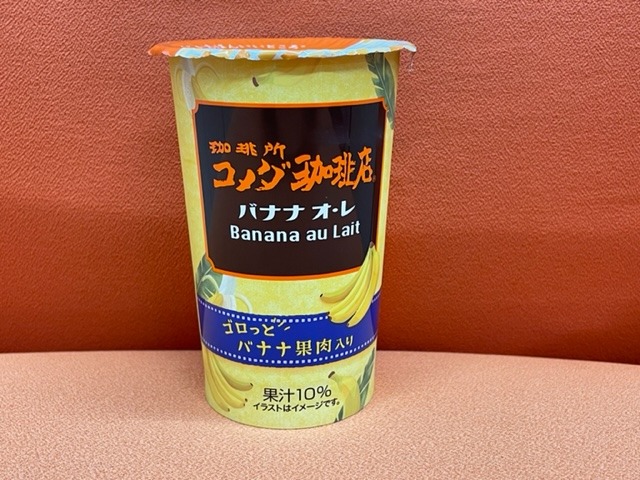 珈琲所
コメダ珈琲店
バナナ オ・レ
Banana au Lait
ゴロっと
バナナ果肉入り
果汁10%
イラストはイメージです。